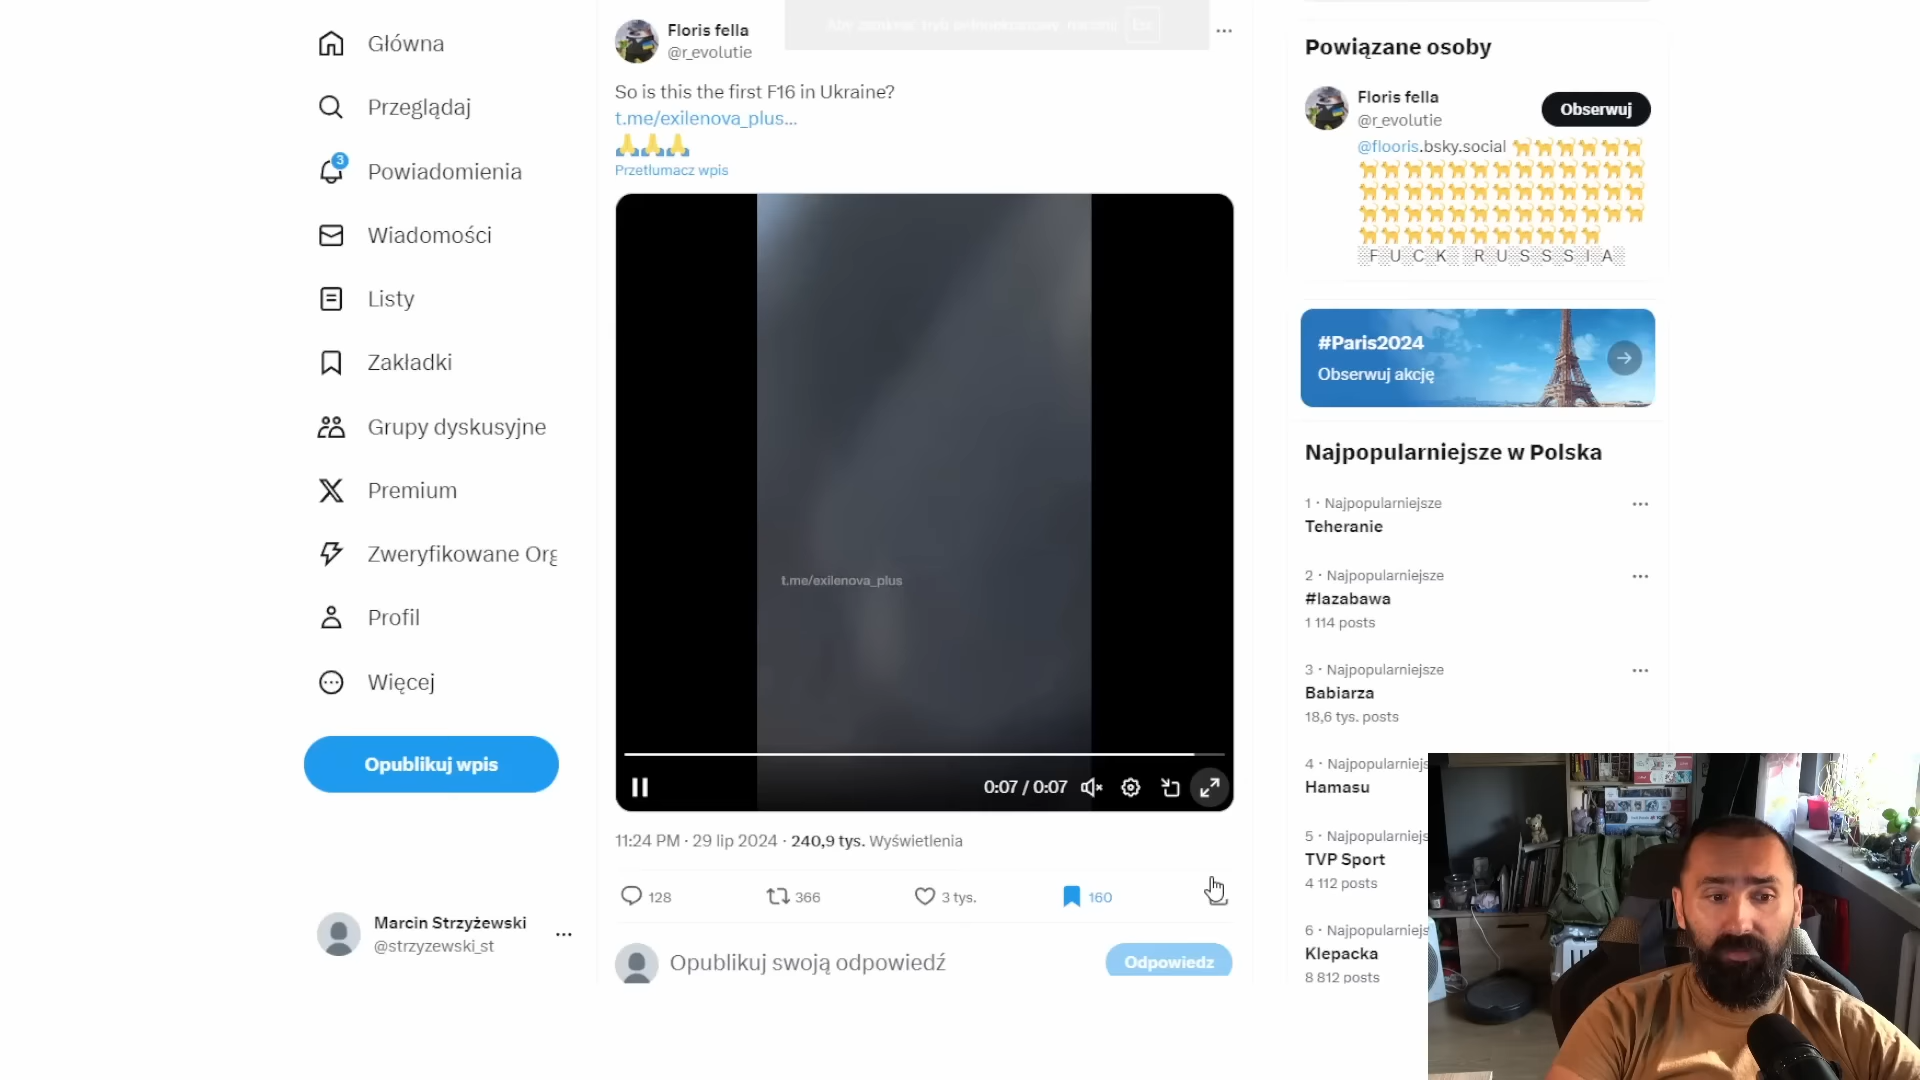 Główna
Przeglądaj
3
Powiadomienia
Wiadomości
Listy
Zakładki
Grupy dyskusyjne
Premium
Zweryfikowane Org
Profil
Więcej
Opublikuj wpis
Marcin Strzyżewski
@strzyzewski_st
Floris fella
@r_evolutie
So is this the first F16 in Ukraine?
t.me/exilenova_plus...
Przetłumacz wpis
t.me/exilenova_plus
0:07 / 0:07
11:24 PM · 29 lip 2024 · 240,9 tys. Wyświetlenia
128
366
3 tys.
160
Opublikuj swoją odpowiedź
Odpowiedz
Powiązane osoby
Floris fella
@r_evolutie
Obserwuj
@flooris.bsky.social
F U C K R U S S S I A
#Paris2024
Obserwuj akcję
Najpopularniejsze w Polska
1 · Najpopularniejsze
Teheranie
2 · Najpopularniejsze
#lazabawa
1 114 posts
3 · Najpopularniejsze
Babiarza
18,6 tys. posts
4 · Najpopularniejs
Hamasu
5 · Najpopularniejs
TVP Sport
4 112 posts
6 · Najpopularniejs
Klepacka
8 812 posts